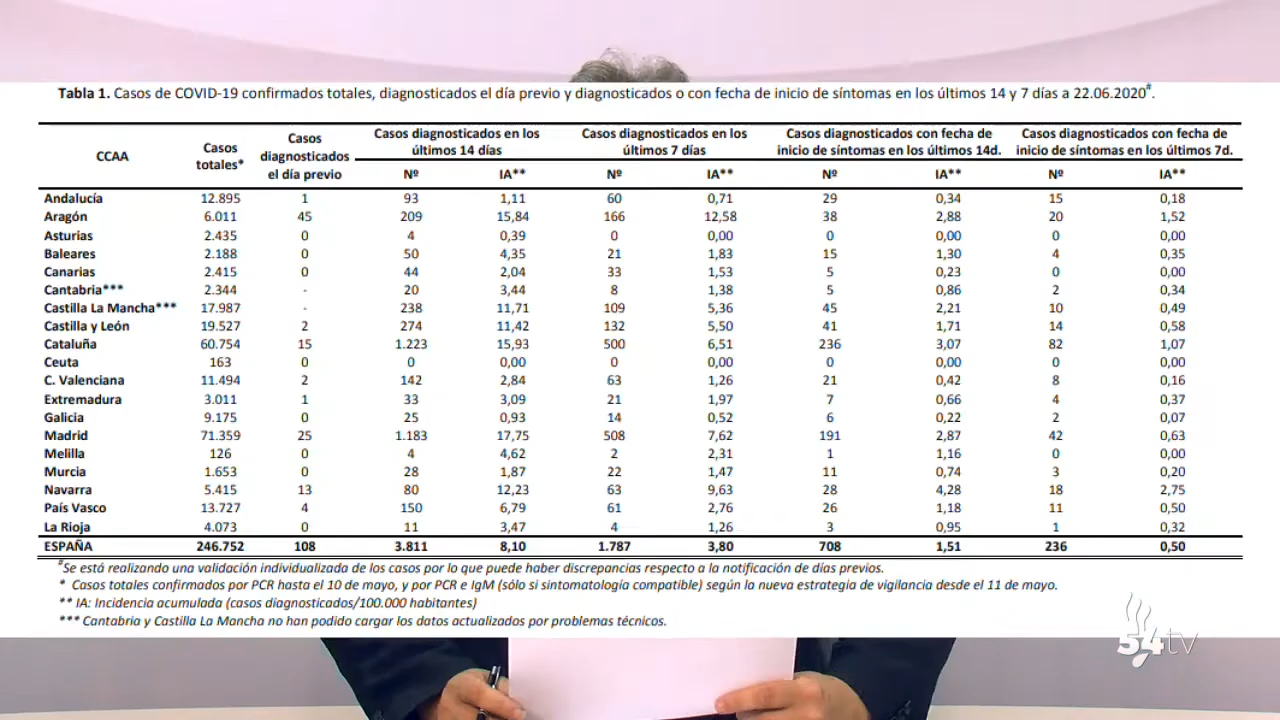 Tabla 1. Casos de COVID-19 confirmados totales, diagnosticados el día previo y diagnosticados o con fecha de inicio de síntomas en los últimos 14 y 7 días a 22.06.2020#.
CCAA Casos totales* Casos diagnosticados el día previo Casos diagnosticados en los últimos 14 días Casos diagnosticados en los últimos 7 días Casos diagnosticados con fecha de inicio de síntomas en los últimos 14d. Casos diagnosticados con fecha de inicio de síntomas en los últimos 7d.
Nº IA** Nº IA** Nº IA** Nº IA**
Andalucía 12.895 1 93 1,11 60 0,71 29 0,34 15 0,18
Aragón 6.011 45 209 15,84 166 12,58 38 2,88 20 1,52
Asturias 2.435 0 4 0,39 0 0,00 0 0,00 0 0,00
Baleares 2.188 0 50 4,35 21 1,83 15 1,30 4 0,35
Canarias 2.415 0 44 2,04 33 1,53 5 0,23 0 0,00
Cantabria*** 2.344 - 20 3,44 8 1,38 5 0,86 2 0,34
Castilla La Mancha*** 17.987 - 238 11,71 109 5,36 45 2,21 10 0,49
Castilla y León 19.527 2 274 11,42 132 5,50 41 1,71 14 0,58
Cataluña 60.754 15 1.223 15,93 500 6,51 236 3,07 82 1,07
Ceuta 163 0 0 0,00 0 0,00 0 0,00 0 0,00
C. Valenciana 11.494 2 142 2,84 63 1,26 21 0,42 8 0,16
Extremadura 3.011 1 33 3,09 21 1,97 7 0,66 4 0,37
Galicia 9.175 0 25 0,93 14 0,52 6 0,22 2 0,07
Madrid 71.359 25 1.183 17,75 508 7,62 191 2,87 42 0,63
Melilla 126 0 4 4,62 2 2,31 1 1,16 0 0,00
Murcia 1.653 0 28 1,87 22 1,47 11 0,74 3 0,20
Navarra 5.415 13 80 12,23 63 9,63 28 4,28 18 2,75
País Vasco 13.727 4 150 6,79 61 2,76 26 1,18 11 0,50
La Rioja 4.073 0 11 3,47 4 1,26 3 0,95 1 0,32
ESPAÑA 246.752 108 3.811 8,10 1.787 3,80 708 1,51 236 0,50
#Se está realizando una validación individualizada de los casos por lo que puede haber discrepancias respecto a la notificación de días previos.
* Casos totales confirmados por PCR hasta el 10 de mayo, y por PCR e IgM (sólo si sintomatología compatible) según la nueva estrategia de vigilancia desde el 11 de mayo.
** IA: Incidencia acumulada (casos diagnosticados/100.000 habitantes)
*** Cantabria y Castilla La Mancha no han podido cargar los datos actualizados por problemas técnicos.
54tv